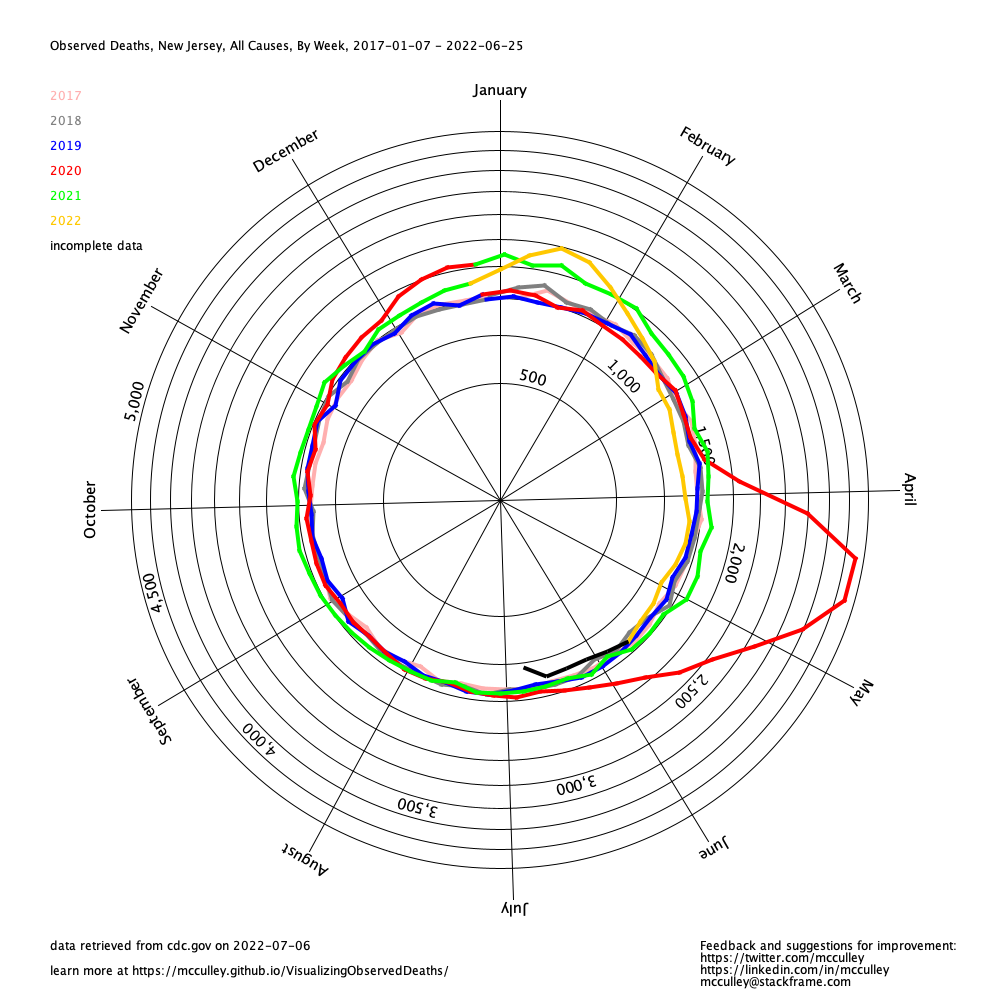 Observed Deaths, New Jersey, All Causes, By Week, 2017-01-07 - 2022-06-25
2017
2018
2019
2020
2021
2022
incomplete data
January
February
March
April
May
June
July
August
September
October
November
December
500
1,000
1,500
2,000
2,500
3,000
3,500
4,000
4,500
5,000
data retrieved from cdc.gov on 2022-07-06
learn more at https://mcculley.github.io/VisualizingObservedDeaths/
Feedback and suggestions for improvement:
https://twitter.com/mcculley
https://linkedin.com/in/mcculley
mcculley@stackframe.com